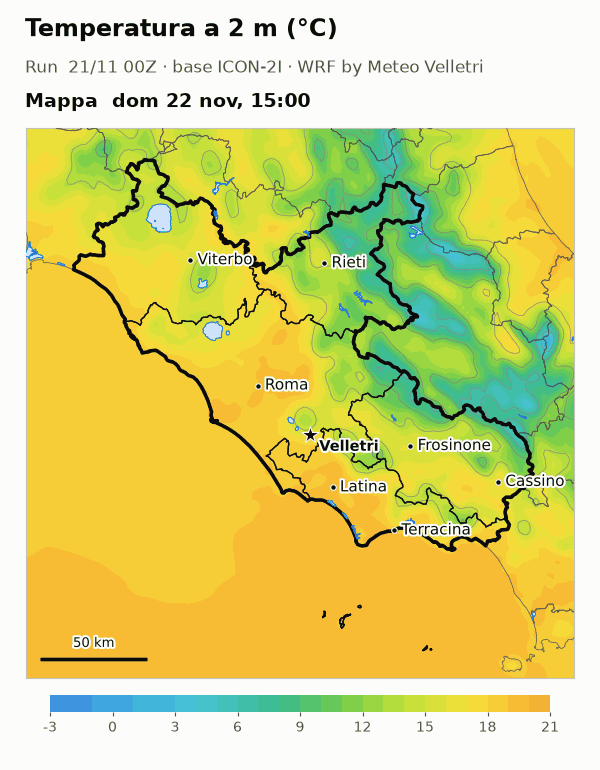 Temperatura a 2 m (°C)
Run  21/11 00Z · base ICON-2I · WRF by Meteo Velletri
Mappa  dom 22 nov, 15:00
Viterbo
Rieti
Roma
Velletri
Frosinone
Latina
Cassino
Terracina
50 km
-3 0 3 6 9 12 15 18 21